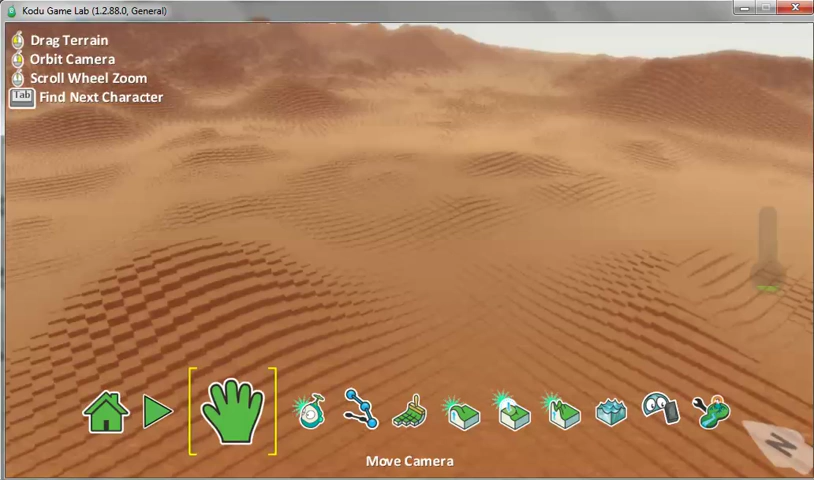 Kodu Game Lab (1.2.88.0, General)
Drag Terrain
Orbit Camera
Scroll Wheel Zoom
Tab Find Next Character
N
Move Camera